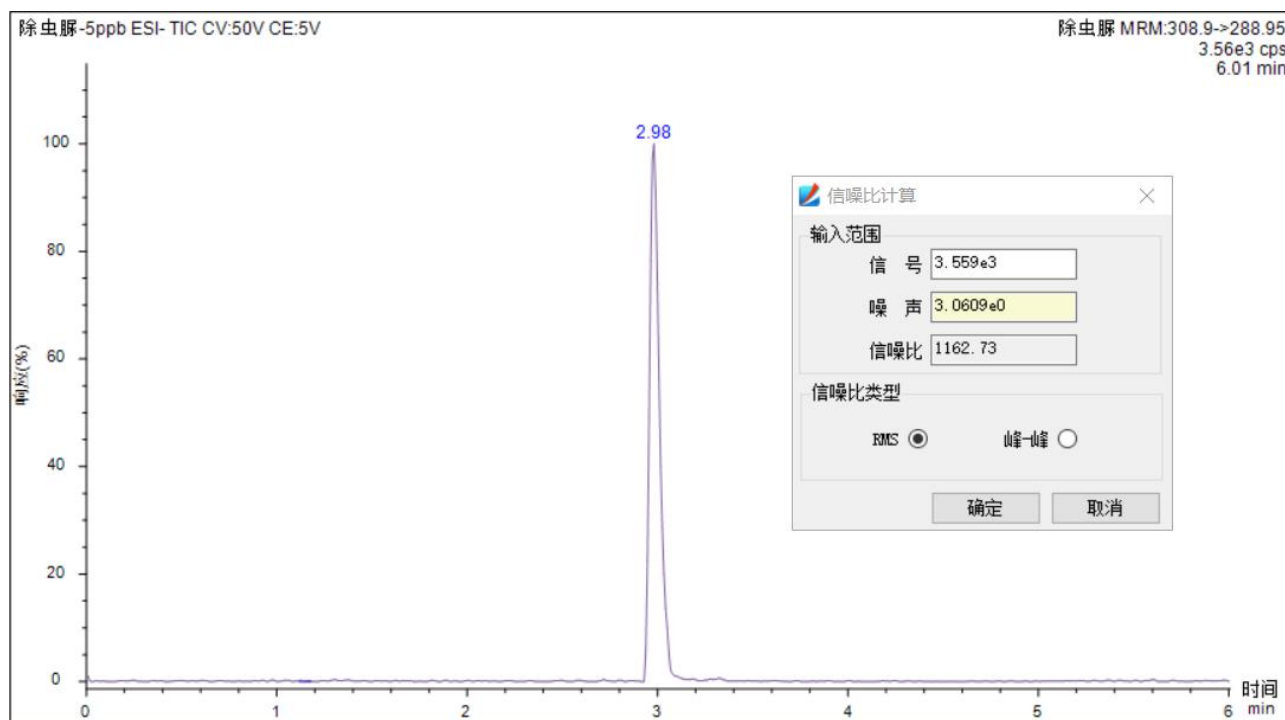 除虫脲-5ppb ESI- TIC CV:50V CE:5V
除虫脲 MRM:308.9->288.95
3.56e3 cps
6.01 min
2.98
100
80
60
40
20
0
响应(%)
0
1
2
3
4
5
6
时间
min
信噪比计算
输入范围
信 号 3.559e3
噪 声 3.0609e0
信噪比 1162.73
信噪比类型
RMS 峰-峰
确定 取消